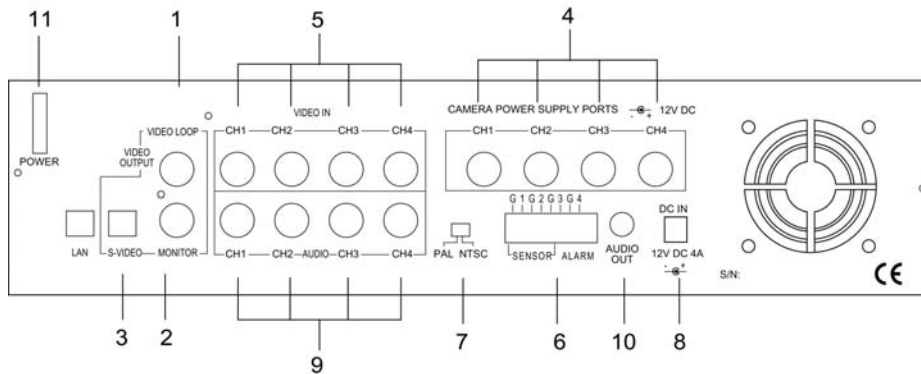 11 1 5 4
VIDEO IN
CAMERA POWER SUPPLY PORTS - + 12V DC
VIDEO LOOP
CH1 CH2 CH3 CH4
CH1 CH2 CH3 CH4
VIDEO OUTPUT
POWER
G 1 G 2 G 3 G 4
LAN S-VIDEO MONITOR
CH1 CH2 AUDIO CH3 CH4
PAL NTSC
SENSOR ALARM
AUDIO OUT
DC IN
12V DC 4A
- +
S/N:
CE
3 2 9 7 6 10 8